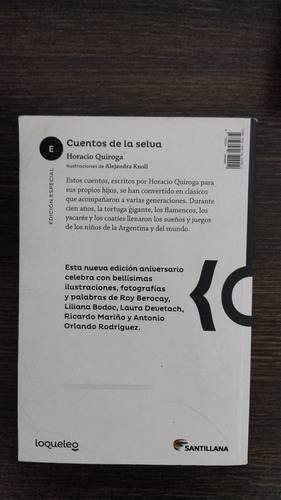 E
EDICIÓN ESPECIAL
Cuentos de la selva
Horacio Quiroga
Ilustraciones de Alejandra Knoll
Estos cuentos, escritos por Horacio Quiroga para
sus propios hijos, se han convertido en clásicos
que acompañaron a varias generaciones. Durante
cien años, la tortuga gigante, los flamencos, los
yacarés y los coatíes llenaron los sueños y juegos
de los niños de la Argentina y del mundo.
Esta nueva edición aniversario
celebra con bellísimas
ilustraciones, fotografías
y palabras de Roy Berocay,
Liliana Bodoc, Laura Devetach,
Ricardo Mariño y Antonio
Orlando Rodríguez.
loqueleo
SANTILLANA